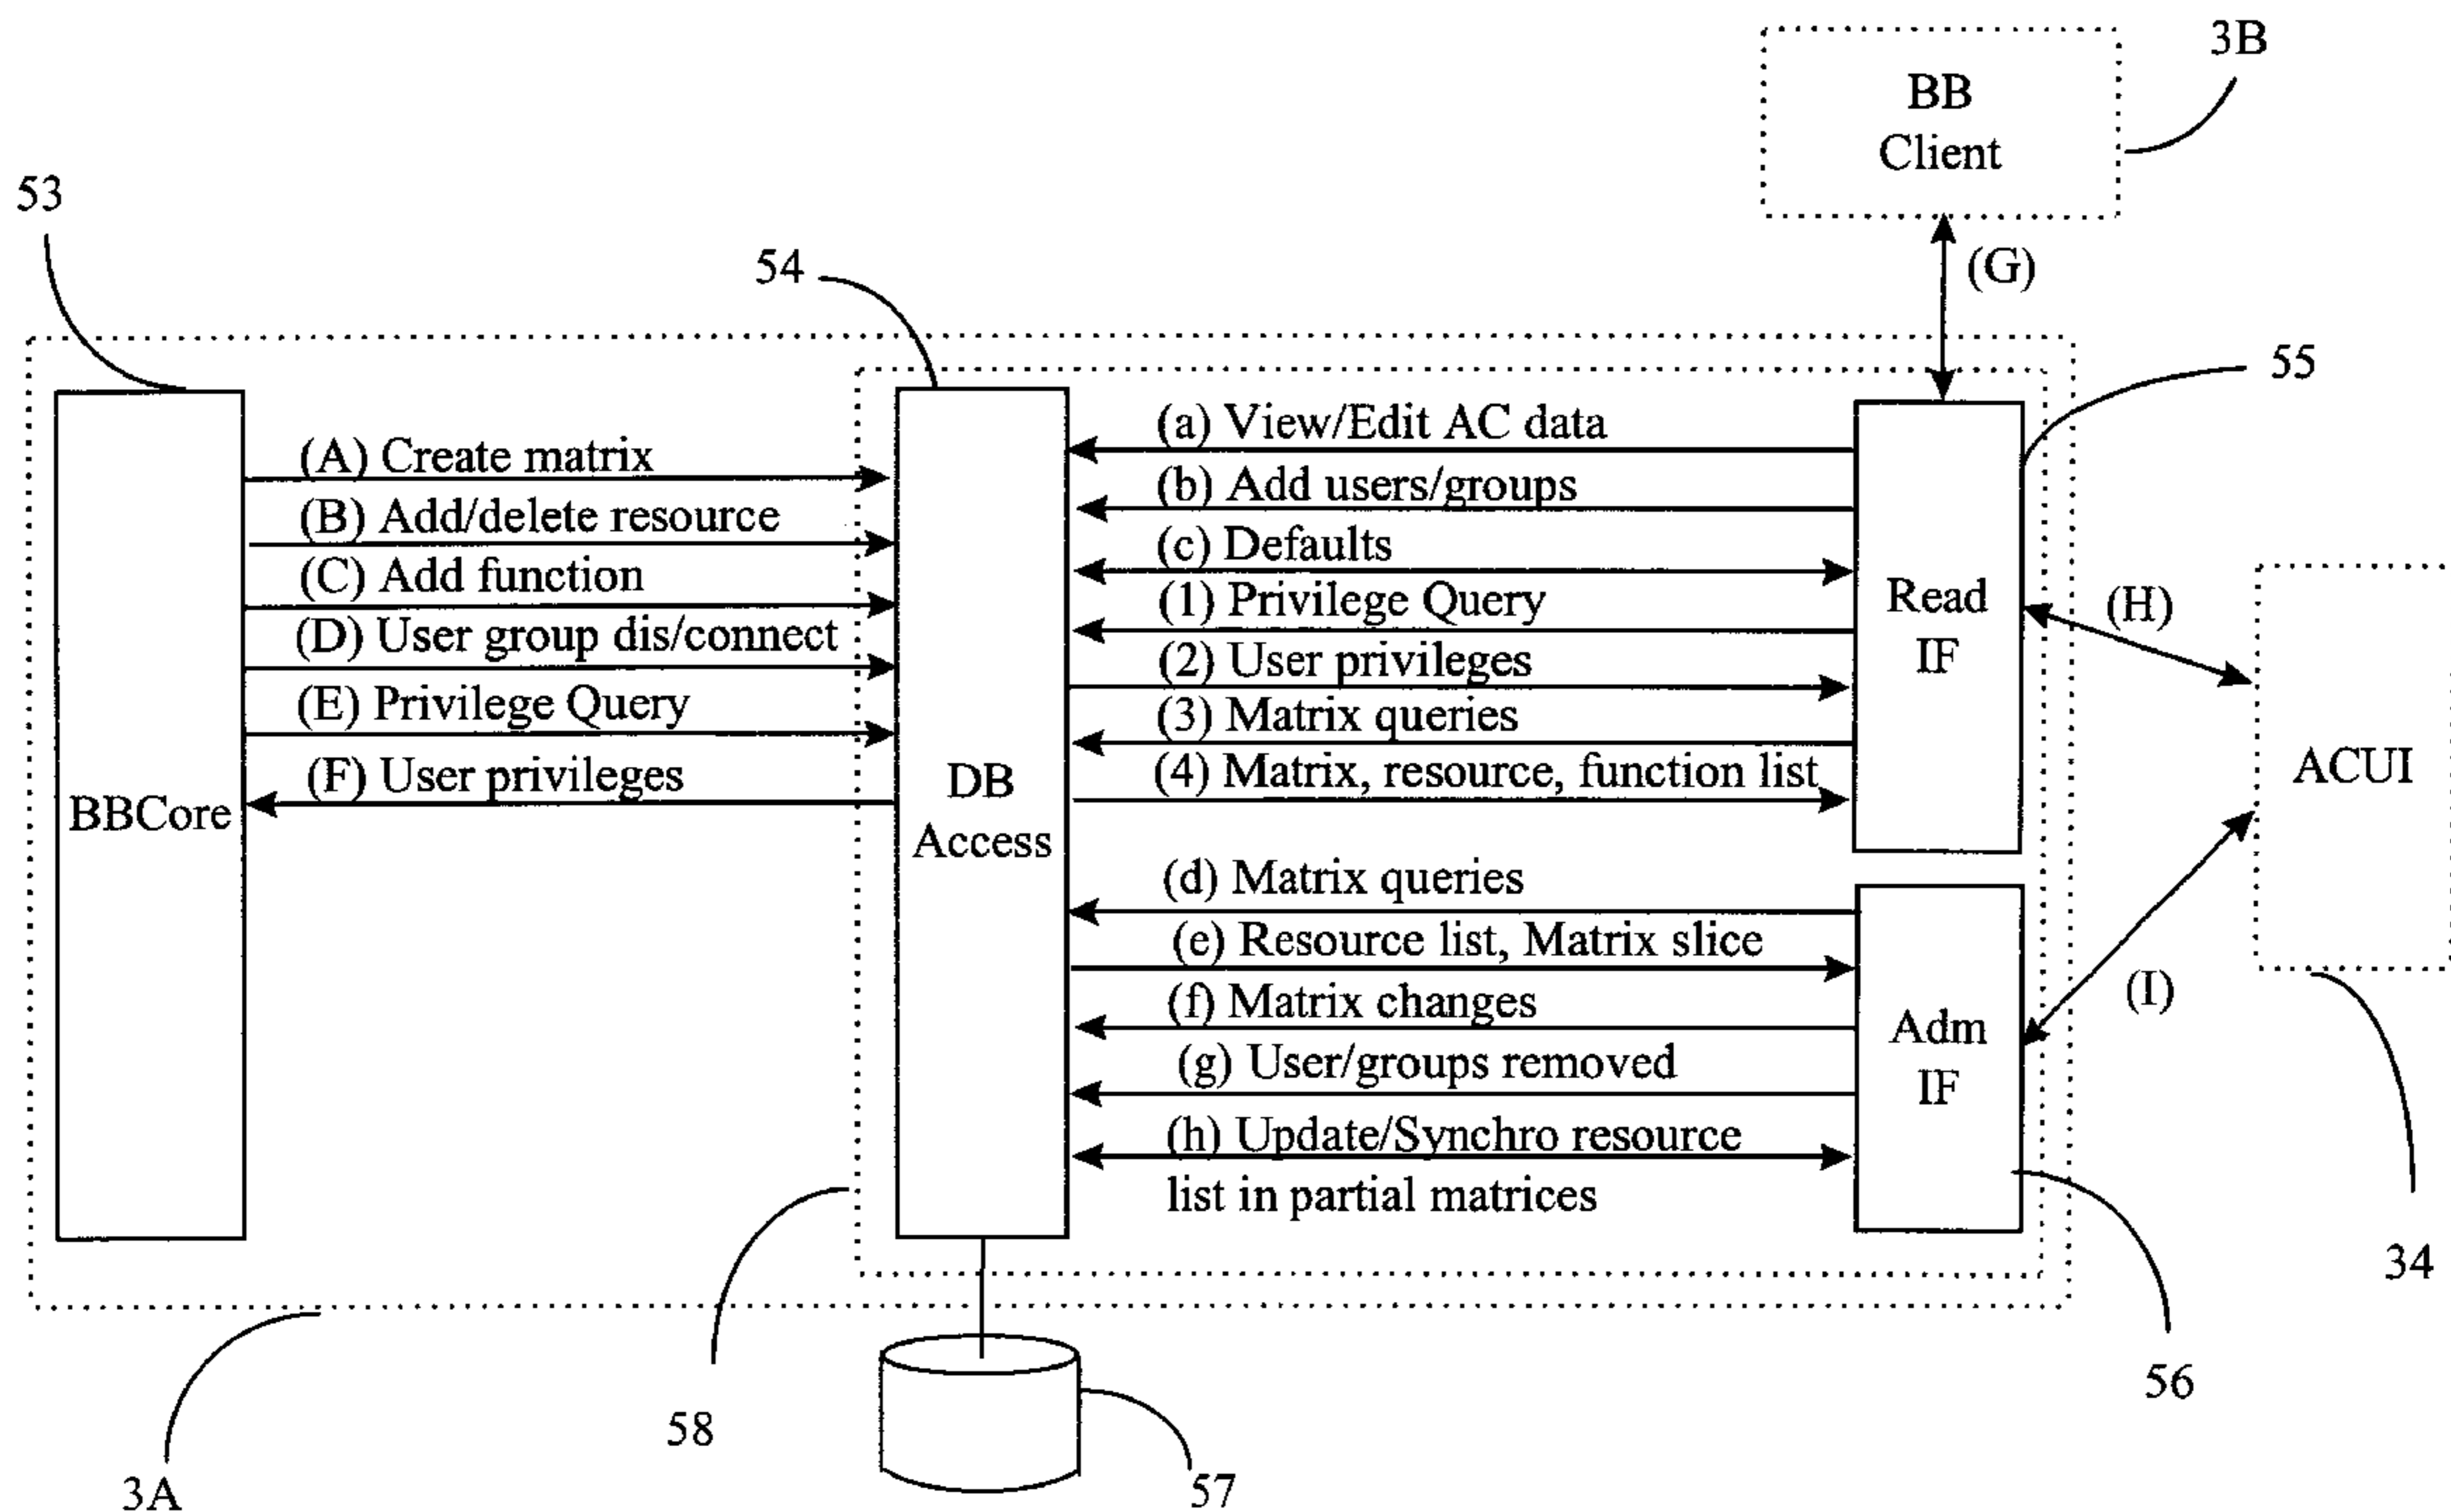 3B
BB
Client
53
54
(G)
55
(A) Create matrix
(B) Add/delete resource
(C) Add function
(D) User group dis/connect
(E) Privilege Query
(F) User privileges
BBCore
DB
Access
(a) View/Edit AC data
(b) Add users/groups
(c) Defaults
(1) Privilege Query
(2) User privileges
(3) Matrix queries
(4) Matrix, resource, function list
Read
IF
(H)
ACUI
(d) Matrix queries
(e) Resource list, Matrix slice
(f) Matrix changes
(g) User/groups removed
(h) Update/Synchro resource
list in partial matrices
Adm
IF
(I)
34
56
58
57
3A